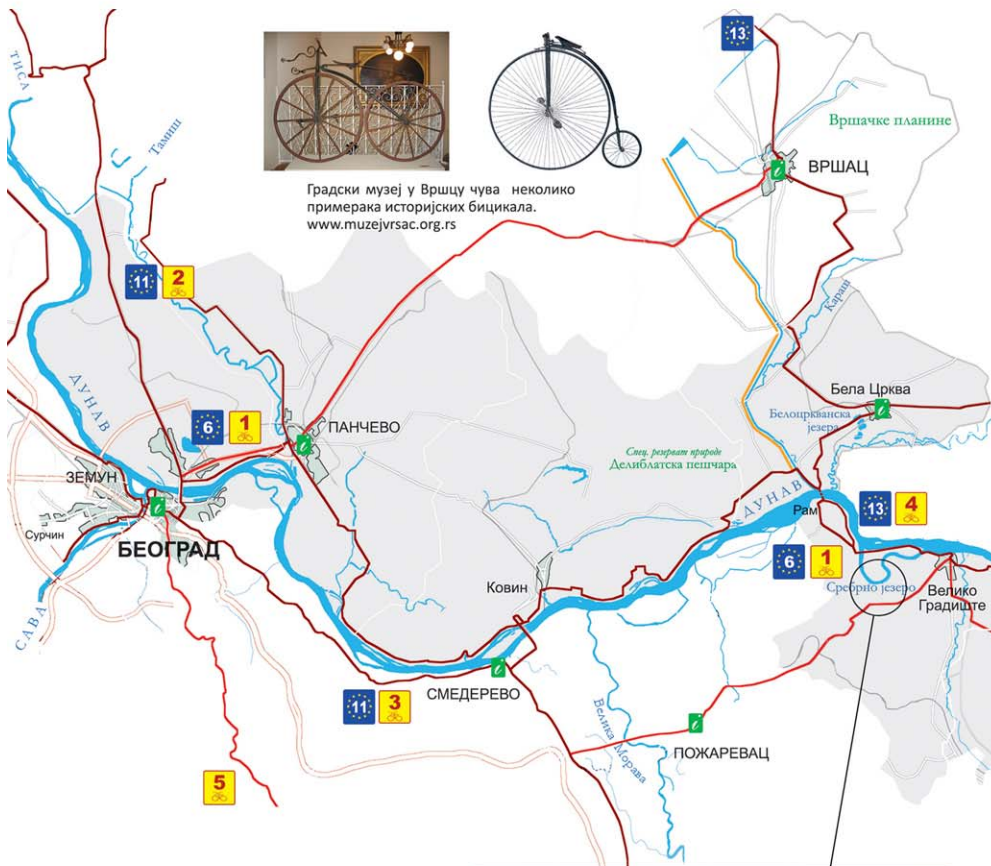 13
ТИСА
Тамиш
Вршачке планине
ВРШАЦ
Градски музеј у Вршцу чува неколико
примерака историјских бицикала.
www.muzejvrsac.org.rs
11
2
Караш
ДУНАВ
Бела Црква
Белоцркванска
језера
6
1
ПАНЧЕВО
Спец. резерват природе
Делиблатска пешчара
ЗЕМУН
ДУНАВ
Рам
13
4
Сурчин
БЕОГРАД
6
1
Ковин
Сребрно језеро
Велико
Градиште
САВА
СМЕДЕРЕВО
11
3
ПОЖАРЕВАЦ
Велика
Морава
5